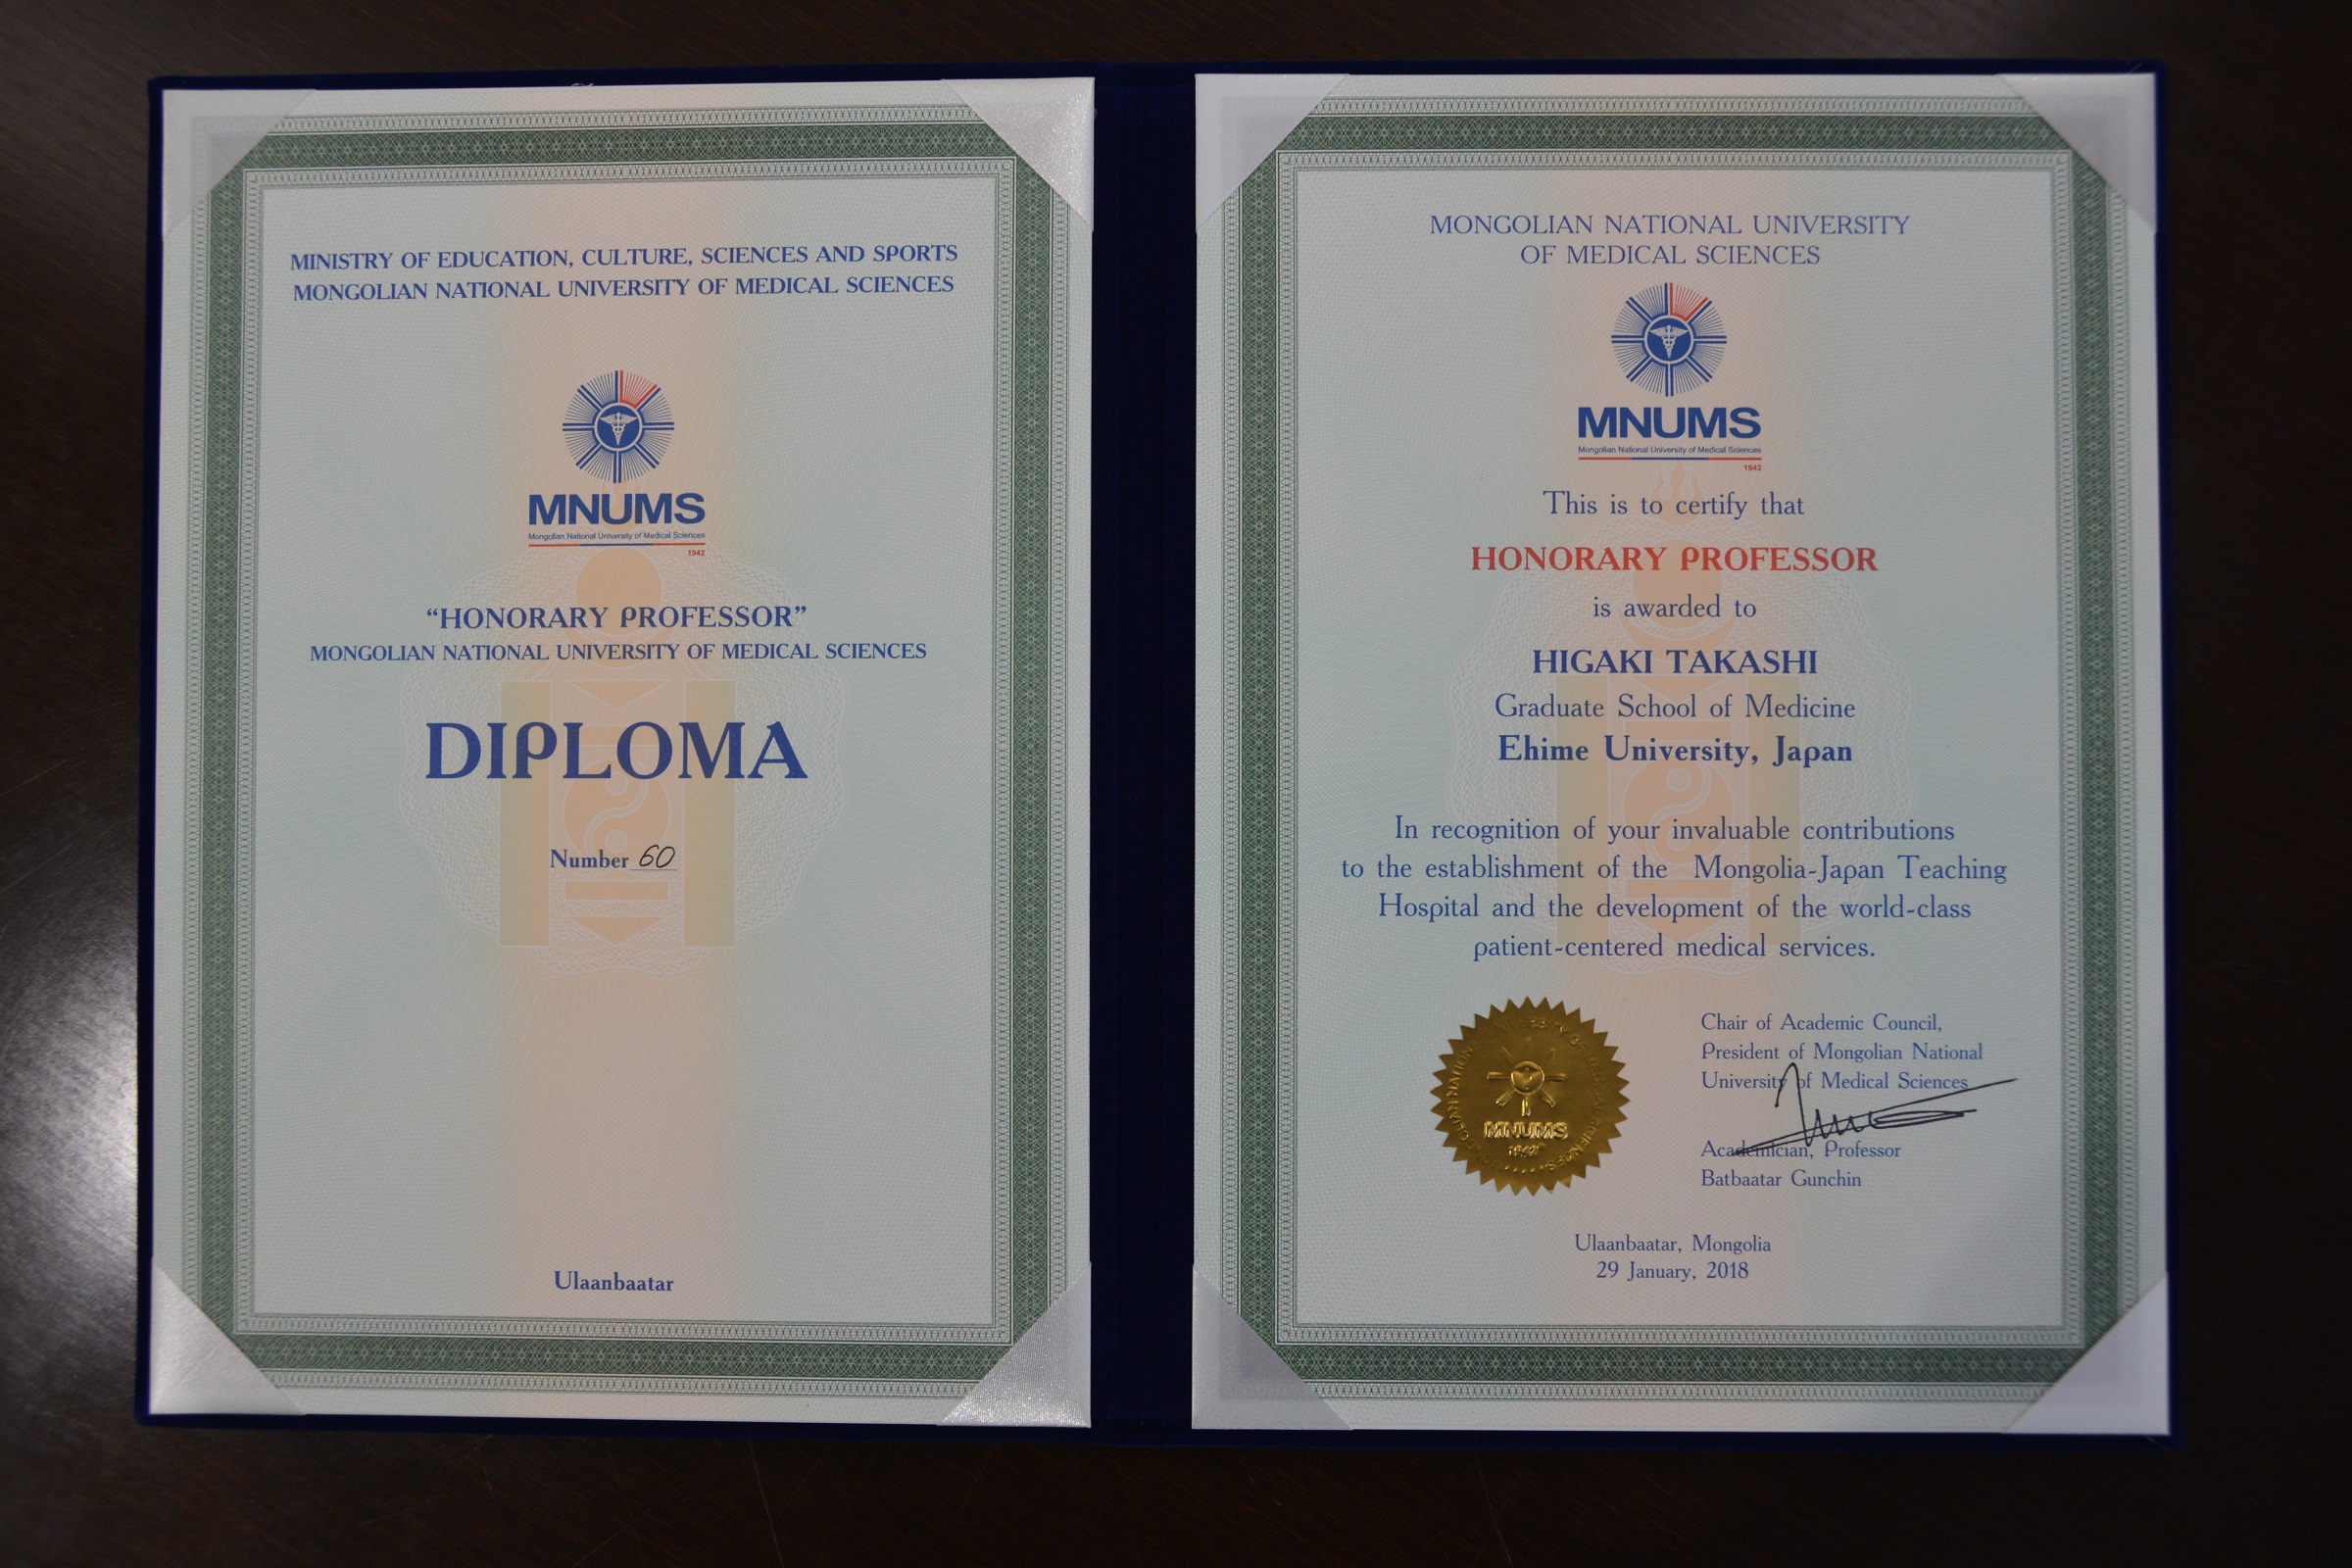 MINISTRY OF EDUCATION, CULTURE, SCIENCES AND SPORTS
MONGOLIAN NATIONAL UNIVERSITY OF MEDICAL SCIENCES
MNUMS
Mongolian National University of Medical Sciences
1942
“HONORARY PROFESSOR”
MONGOLIAN NATIONAL UNIVERSITY OF MEDICAL SCIENCES
DIPLOMA
Number 60
Ulaanbaatar
MONGOLIAN NATIONAL UNIVERSITY
OF MEDICAL SCIENCES
MNUMS
Mongolian National University of Medical Sciences
1942
This is to certify that
HONORARY PROFESSOR
is awarded to
HIGAKI TAKASHI
Graduate School of Medicine
Ehime University, Japan
In recognition of your invaluable contributions
to the establishment of the Mongolia-Japan Teaching
Hospital and the development of the world-class
patient-centered medical services.
MNUMS
1942
Chair of Academic Council,
President of Mongolian National
University of Medical Sciences
Academician, Professor
Batbaatar Gunchin
Ulaanbaatar, Mongolia
29 January, 2018